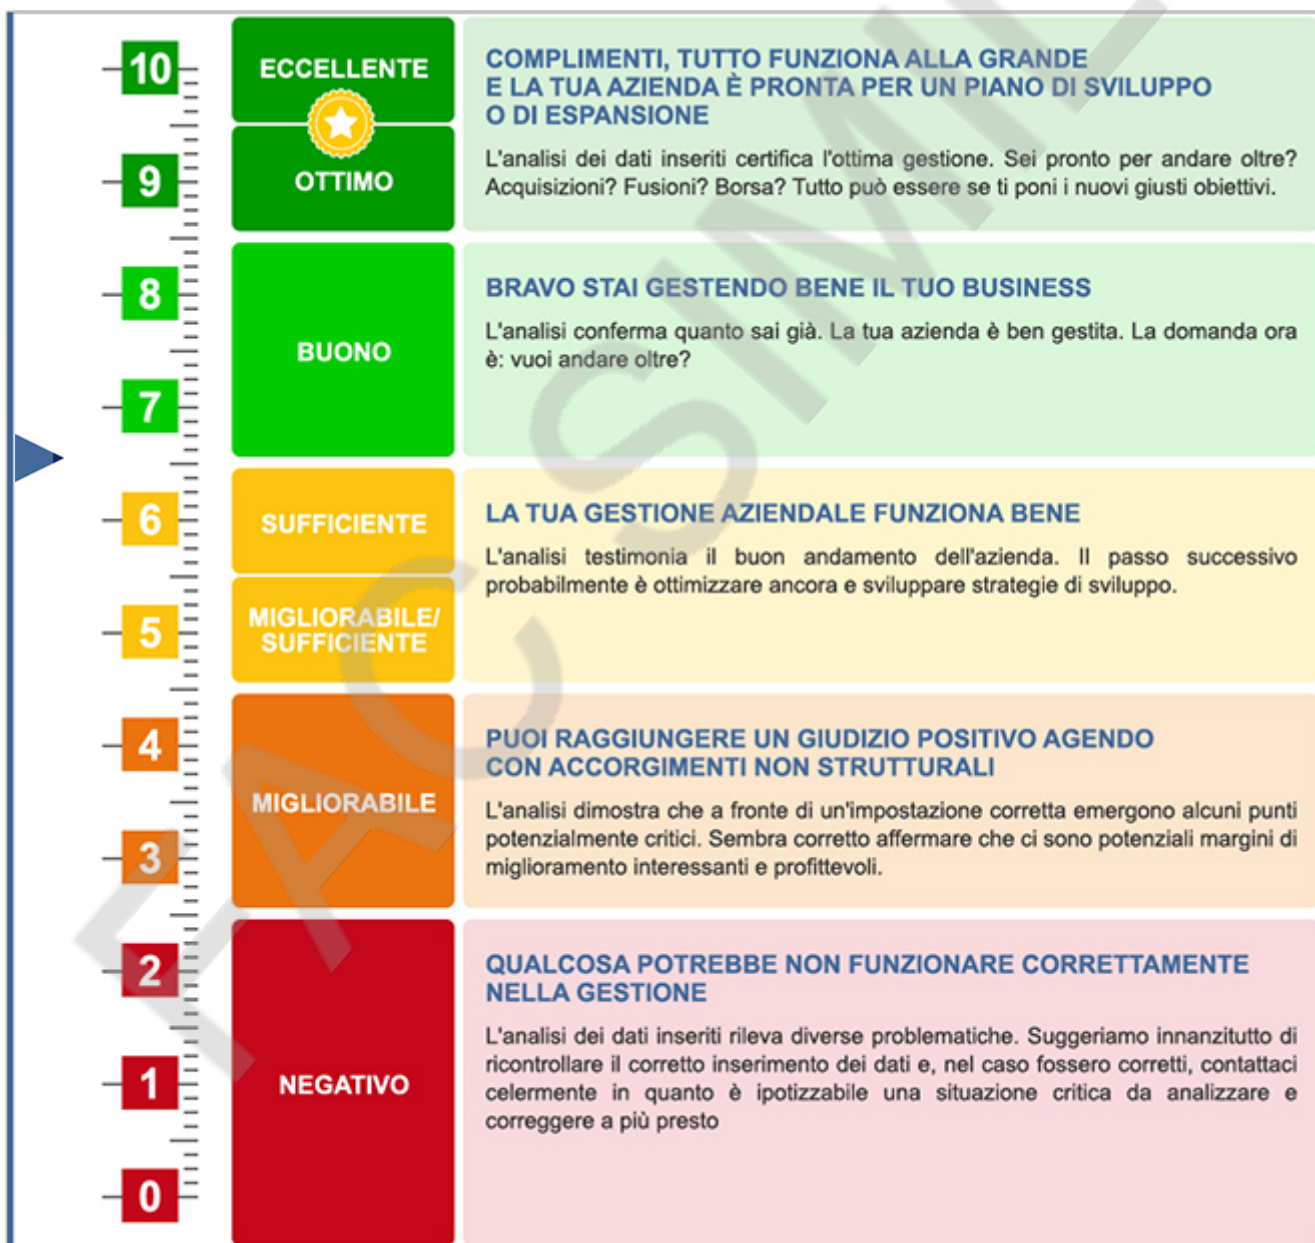 10
ECCELLENTE
COMPLIMENTI, TUTTO FUNZIONA ALLA GRANDE
E LA TUA AZIENDA È PRONTA PER UN PIANO DI SVILUPPO
O DI ESPANSIONE
L'analisi dei dati inseriti certifica l'ottima gestione. Sei pronto per andare oltre?
Acquisizioni? Fusioni? Borsa? Tutto può essere se ti poni i nuovi giusti obiettivi.
9
OTTIMO
8
7
BUONO
BRAVO STAI GESTENDO BENE IL TUO BUSINESS
L'analisi conferma quanto sai già. La tua azienda è ben gestita. La domanda ora
è: vuoi andare oltre?
6
SUFFICIENTE
LA TUA GESTIONE AZIENDALE FUNZIONA BENE
L'analisi testimonia il buon andamento dell'azienda. Il passo successivo
probabilmente è ottimizzare ancora e sviluppare strategie di sviluppo.
5
MIGLIORABILE/
SUFFICIENTE
4
3
MIGLIORABILE
PUOI RAGGIUNGERE UN GIUDIZIO POSITIVO AGENDO
CON ACCORGIMENTI NON STRUTTURALI
L'analisi dimostra che a fronte di un'impostazione corretta emergono alcuni punti
potenzialmente critici. Sembra corretto affermare che ci sono potenziali margini di
miglioramento interessanti e profittevoli.
2
1
0
NEGATIVO
QUALCOSA POTREBBE NON FUNZIONARE CORRETTAMENTE
NELLA GESTIONE
L'analisi dei dati inseriti rileva diverse problematiche. Suggeriamo innanzitutto di
ricontrollare il corretto inserimento dei dati e, nel caso fossero corretti, contattaci
celermente in quanto è ipotizzabile una situazione critica da analizzare e
correggere a più presto
FAC SIMIL